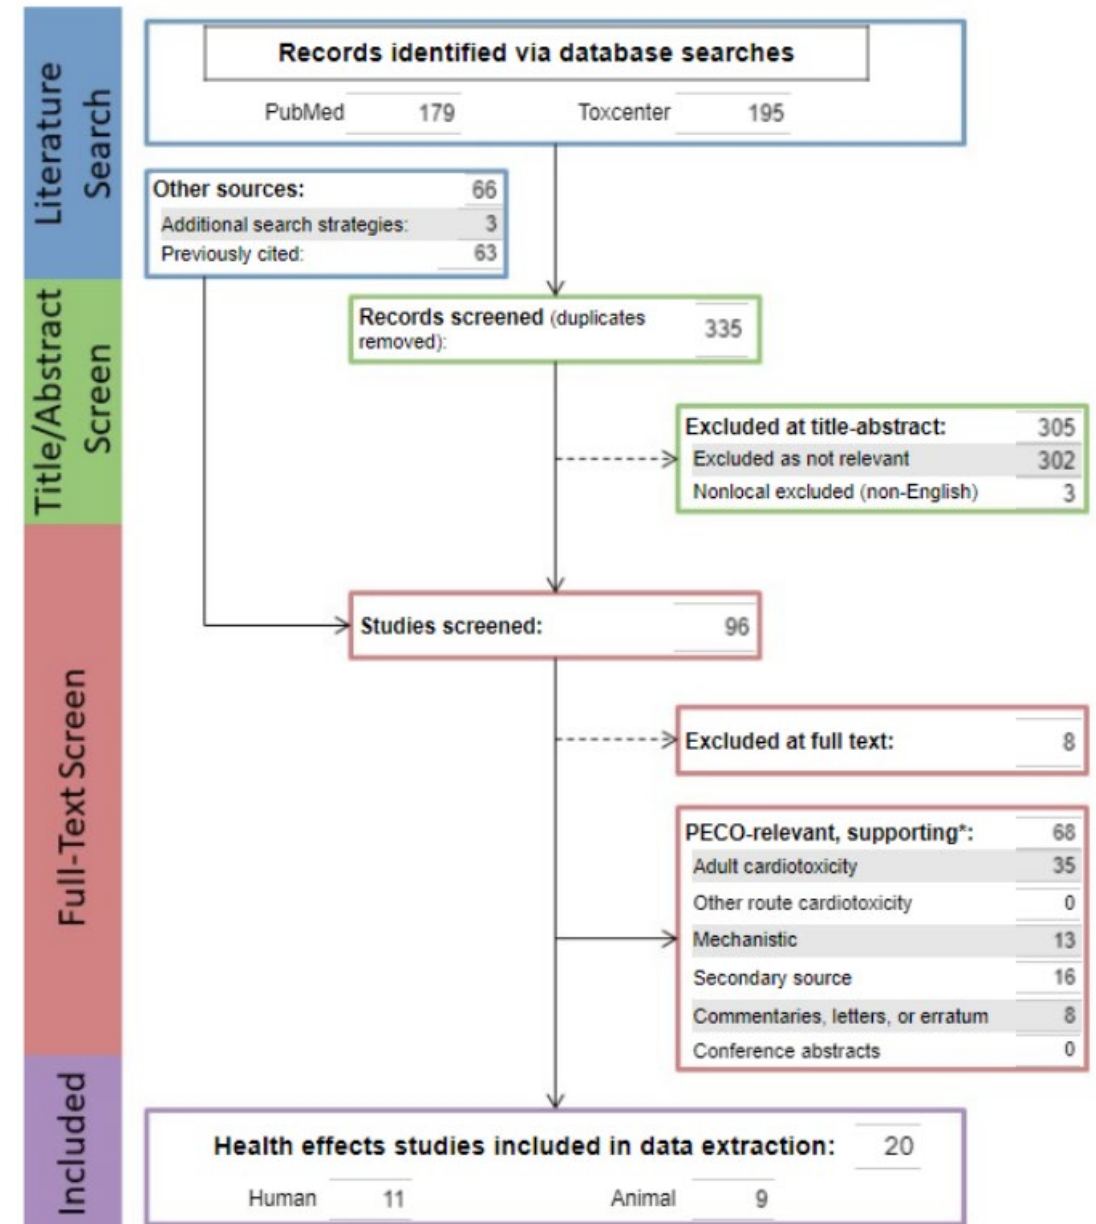 Literature
Search
Records identified via database searches
PubMed 179 Toxcenter 195
Other sources: 66
Additional search strategies: 3
Previously cited: 63
Title/Abstract
Screen
Records screened (duplicates
removed): 335
Excluded at title-abstract: 305
Excluded as not relevant 302
Nonlocal excluded (non-English) 3
Full-Text Screen
Studies screened: 96
Excluded at full text: 8
PECO-relevant, supporting*: 68
Adult cardiotoxicity 35
Other route cardiotoxicity 0
Mechanistic 13
Secondary source 16
Commentaries, letters, or erratum 8
Conference abstracts 0
Included
Health effects studies included in data extraction: 20
Human 11 Animal 9